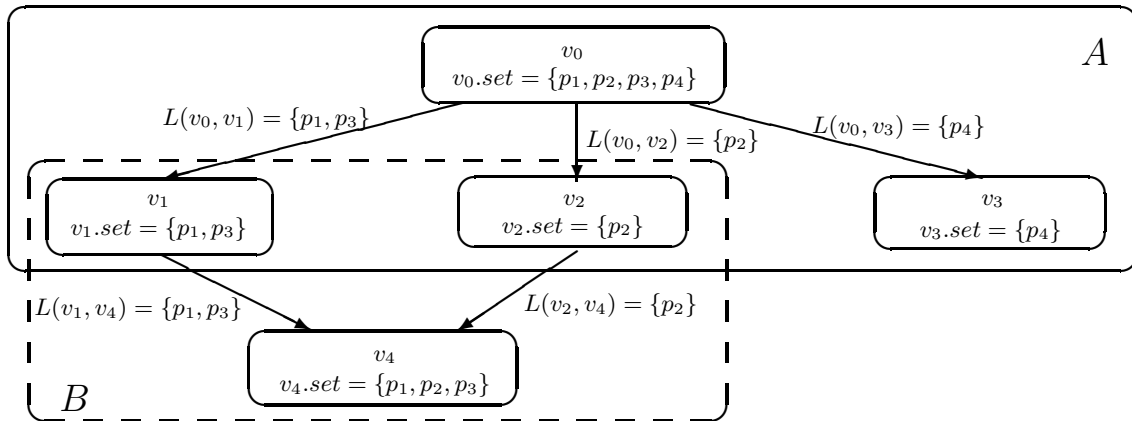 v₀
A
v₀.set = {p₁, p₂, p₃, p₄}
L(v₀, v₁) = {p₁, p₃}
L(v₀, v₂) = {p₂}
L(v₀, v₃) = {p₄}
v₁
v₁.set = {p₁, p₃}
v₂
v₂.set = {p₂}
v₃
v₃.set = {p₄}
L(v₁, v₄) = {p₁, p₃}
L(v₂, v₄) = {p₂}
v₄
v₄.set = {p₁, p₂, p₃}
B